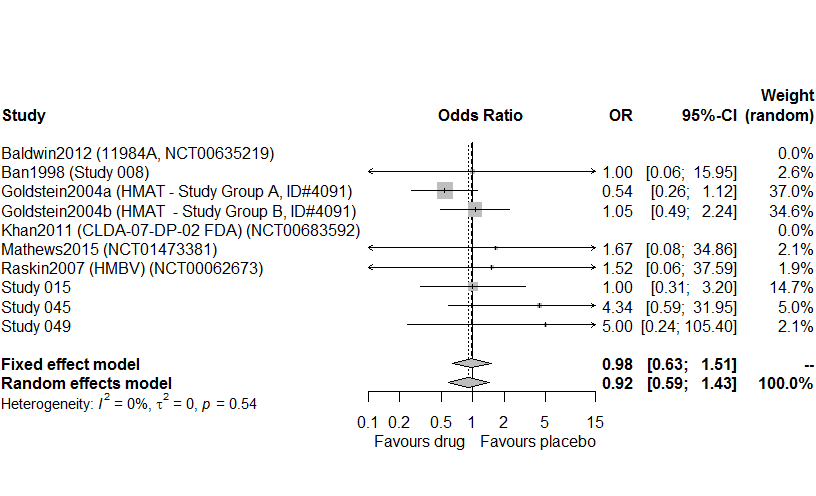 Weight
Study Odds Ratio OR 95%-CI (random)
Baldwin2012 (11984A, NCT00635219) 0.0%
Ban1998 (Study 008) 1.00 [0.06; 15.95] 2.6%
Goldstein2004a (HMAT - Study Group A, ID#4091) 0.54 [0.26; 1.12] 37.0%
Goldstein2004b (HMAT - Study Group B, ID#4091) 1.05 [0.49; 2.24] 34.6%
Khan2011 (CLDA-07-DP-02 FDA) (NCT00683592) 0.0%
Mathews2015 (NCT01473381) 1.67 [0.08; 34.86] 2.1%
Raskin2007 (HMBV) (NCT00062673) 1.52 [0.06; 37.59] 1.9%
Study 015 1.00 [0.31; 3.20] 14.7%
Study 045 4.34 [0.59; 31.95] 5.0%
Study 049 5.00 [0.24; 105.40] 2.1%
Fixed effect model 0.98 [0.63; 1.51] --
Random effects model 0.92 [0.59; 1.43] 100.0%
Heterogeneity: I² = 0%, τ² = 0, p = 0.54
0.1 0.2 0.5 1 2 5 15
Favours drug Favours placebo